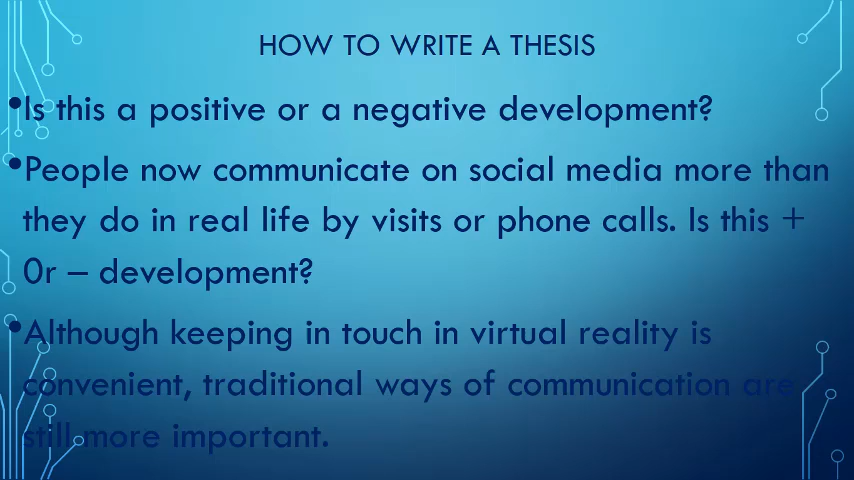 HOW TO WRITE A THESIS
•Is this a positive or a negative development?
•People now communicate on social media more than
they do in real life by visits or phone calls. Is this +
0r – development?
•Although keeping in touch in virtual reality is
convenient, traditional ways of communication are
still more important.